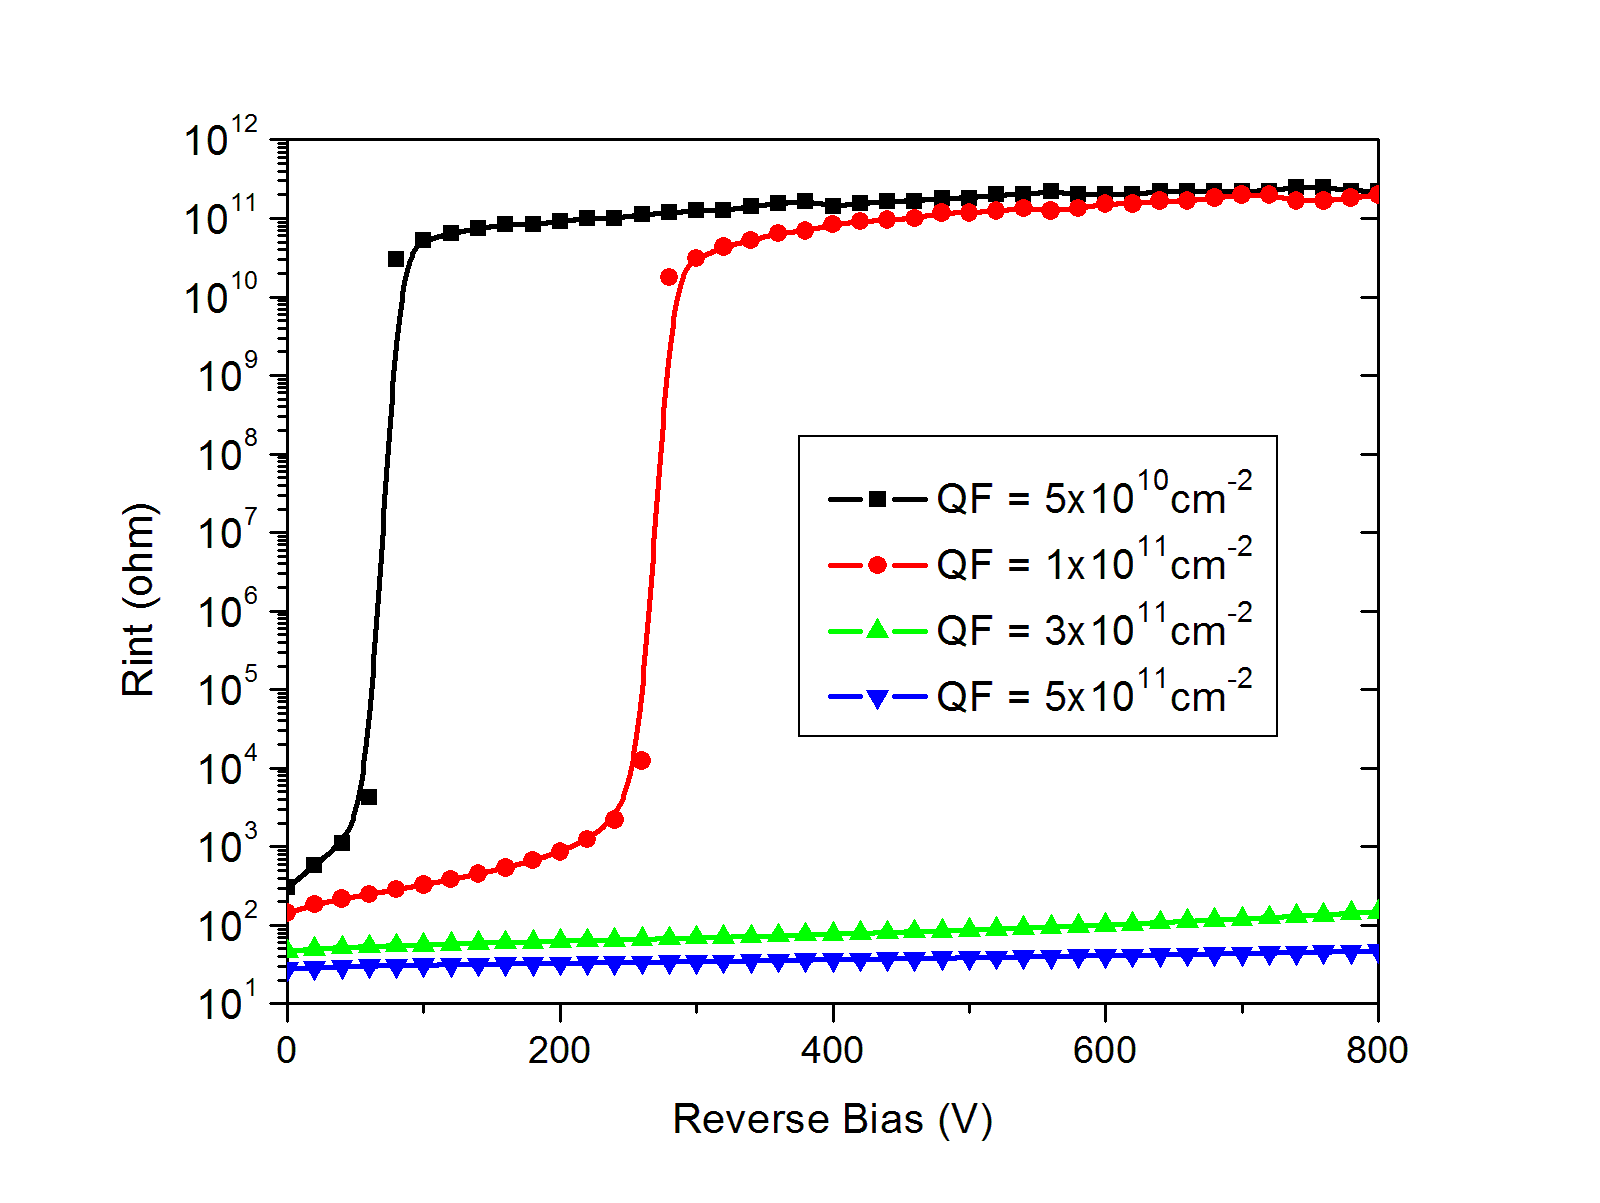 10^12
10^11
10^10
10^9
10^8
10^7
10^6
10^5
10^4
10^3
10^2
10^1
Rint (ohm)
QF = 5x10^10cm^-2
QF = 1x10^11cm^-2
QF = 3x10^11cm^-2
QF = 5x10^11cm^-2
0 200 400 600 800
Reverse Bias (V)